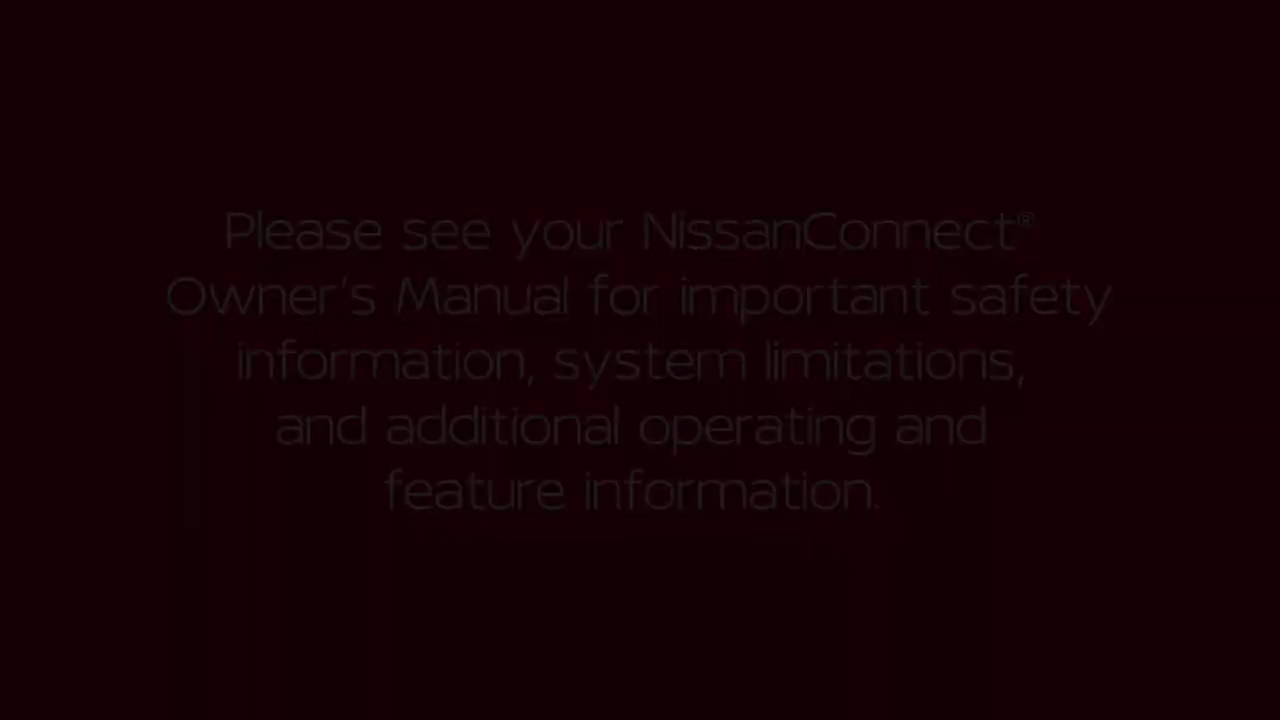 Please see your NissanConnect®
Owner's Manual for important safety
information, system limitations,
and additional operating and
feature information.